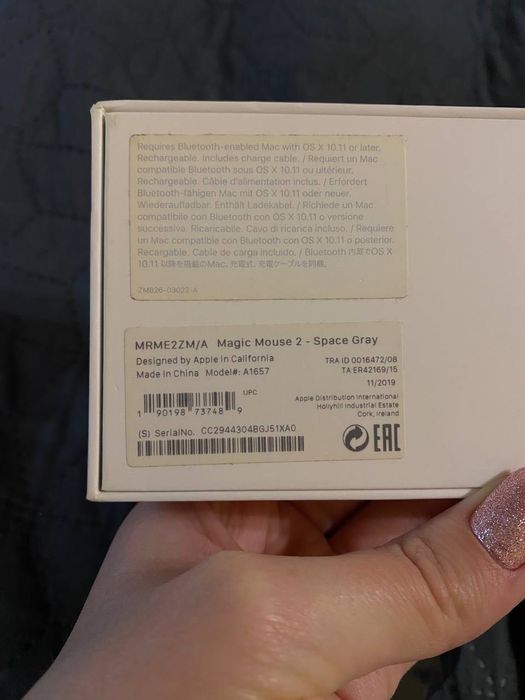 Requires Bluetooth-enabled Mac with OS X 10.11 or later,
Rechargeable. Includes charge cable. / Requiert un Mac
compatible Bluetooth sous OS X 10.11 ou ultérieur.
Rechargeable. Câble d'alimentation inclus. / Erfordert
Bluetooth-fähigen Mac mit OS X 10.11 oder neuer.
Wiederaufladbar. Enthält Ladekabel. / Richiede un Mac
compatibile con Bluetooth con OS X 10.11 o versione
successiva. Ricaricabile. Cavo di ricarica incluso. / Requiere
un Mac compatible con Bluetooth con OS X 10.11 o posterior.
Recargable. Cable de carga incluido. / Bluetooth 内蔵でOS X
10.11 以降を搭載のMac. 充電式. 充電ケーブルを同梱.
ZM826-03022-A
MRME2ZM/A Magic Mouse 2 - Space Gray
Designed by Apple in California
Made in China Model#: A1657
TRA ID 0016472/08
TA ER42169/15
11/2019
UPC
1 90198 73748 9
Apple Distribution International
Hollyhill Industrial Estate
Cork, Ireland
(S) SerialNo. CC2944304BGJ51XA0
EAC